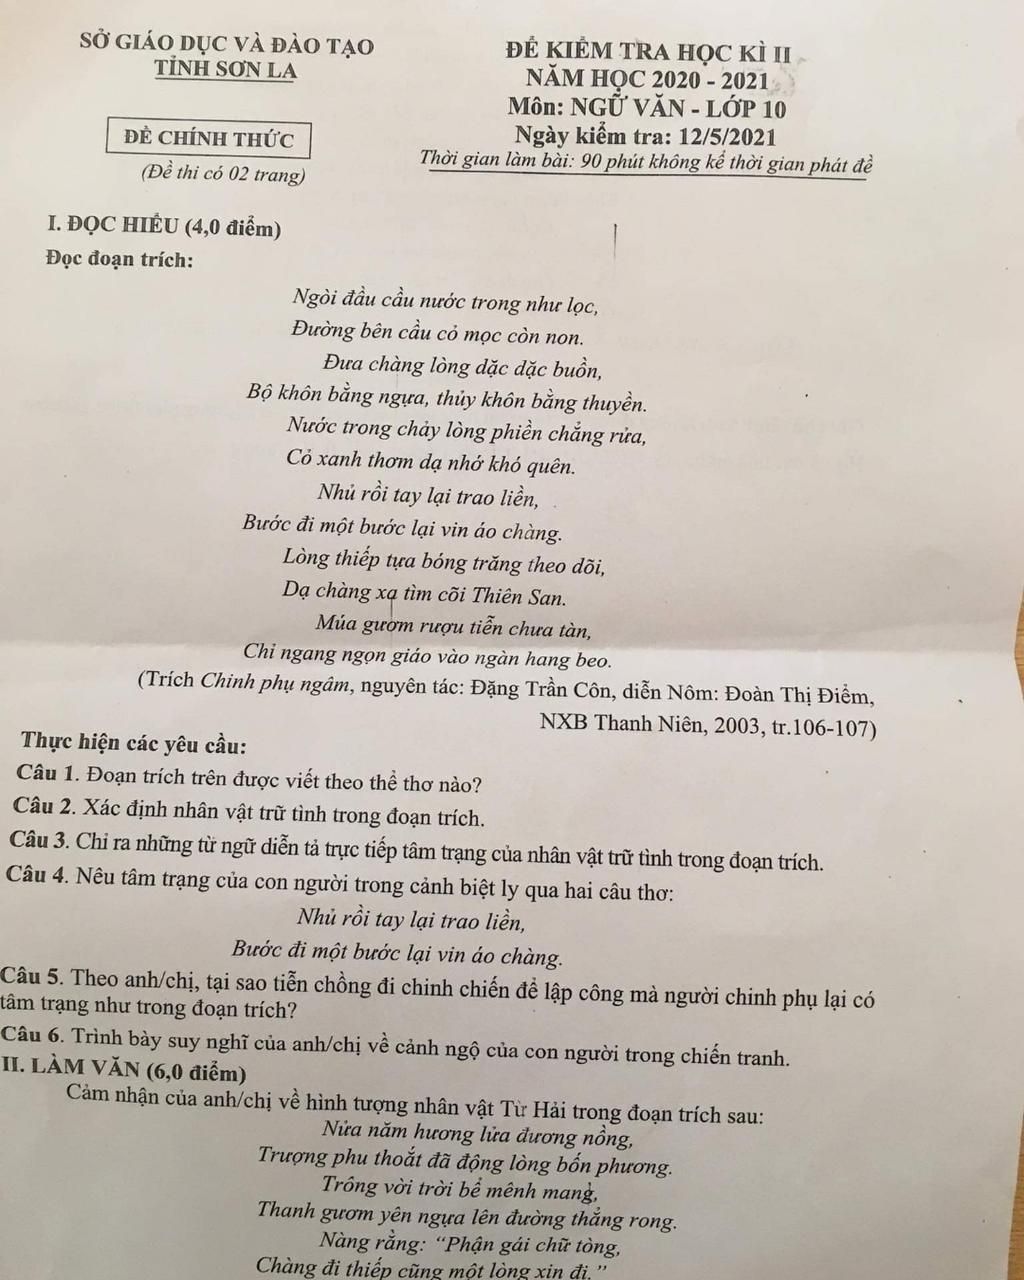 SỞ GIÁO DỤC VÀ ĐÀO TẠO
TỈNH SƠN LA
ĐỀ CHÍNH THỨC
(Đề thi có 02 trang)
ĐỀ KIỂM TRA HỌC KÌ II
NĂM HỌC 2020 - 2021
Môn: NGỮ VĂN - LỚP 10
Ngày kiểm tra: 12/5/2021
Thời gian làm bài: 90 phút không kể thời gian phát đề
I. ĐỌC HIỂU (4,0 điểm)
Đọc đoạn trích:
Ngòi đầu cầu nước trong như lọc,
Đường bên cầu cỏ mọc còn non.
Đưa chàng lòng dặc dặc buồn,
Bộ khôn bằng ngựa, thủy khôn bằng thuyền.
Nước trong chảy lòng phiền chẳng rửa,
Cỏ xanh thơm dạ nhớ khó quên.
Nhủ rồi tay lại trao liền,
Bước đi một bước lại vin áo chàng.
Lòng thiếp tựa bóng trăng theo dõi,
Dạ chàng xa tìm cõi Thiên San.
Múa gươm rượu tiễn chưa tàn,
Chỉ ngang ngọn giáo vào ngàn hang beo.
(Trích Chinh phụ ngâm, nguyên tác: Đặng Trần Côn, diễn Nôm: Đoàn Thị Điểm,
NXB Thanh Niên, 2003, tr.106-107)
Thực hiện các yêu cầu:
Câu 1. Đoạn trích trên được viết theo thể thơ nào?
Câu 2. Xác định nhân vật trữ tình trong đoạn trích.
Câu 3. Chỉ ra những từ ngữ diễn tả trực tiếp tâm trạng của nhân vật trữ tình trong đoạn trích.
Câu 4. Nêu tâm trạng của con người trong cảnh biệt ly qua hai câu thơ:
Nhủ rồi tay lại trao liền,
Bước đi một bước lại vin áo chàng.
Câu 5. Theo anh/chị, tại sao tiễn chồng đi chinh chiến để lập công mà người chinh phụ lại có
tâm trạng như trong đoạn trích?
Câu 6. Trình bày suy nghĩ của anh/chị về cảnh ngộ của con người trong chiến tranh.
II. LÀM VĂN (6,0 điểm)
Cảm nhận của anh/chị về hình tượng nhân vật Từ Hải trong đoạn trích sau:
Nửa năm hương lửa đương nồng,
Trượng phu thoắt đã động lòng bốn phương.
Trông vời trời bể mênh mang,
Thanh gươm yên ngựa lên đường thẳng rong.
Nàng rằng: "Phận gái chữ tòng,
Chàng đi thiếp cũng một lòng xin đi."